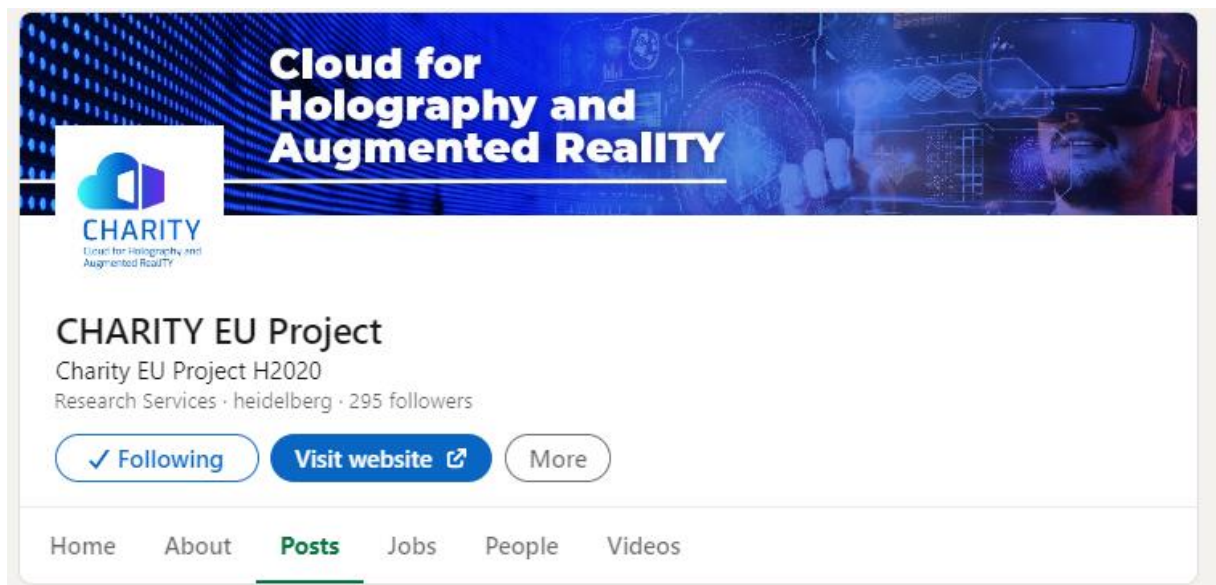 Cloud for
Holography and
Augmented RealITY
CHARITY
Cloud for Holography and
Augmented RealITY
CHARITY EU Project
Charity EU Project H2020
Research Services · heidelberg · 295 followers
Following
Visit website
More
Home About Posts Jobs People Videos